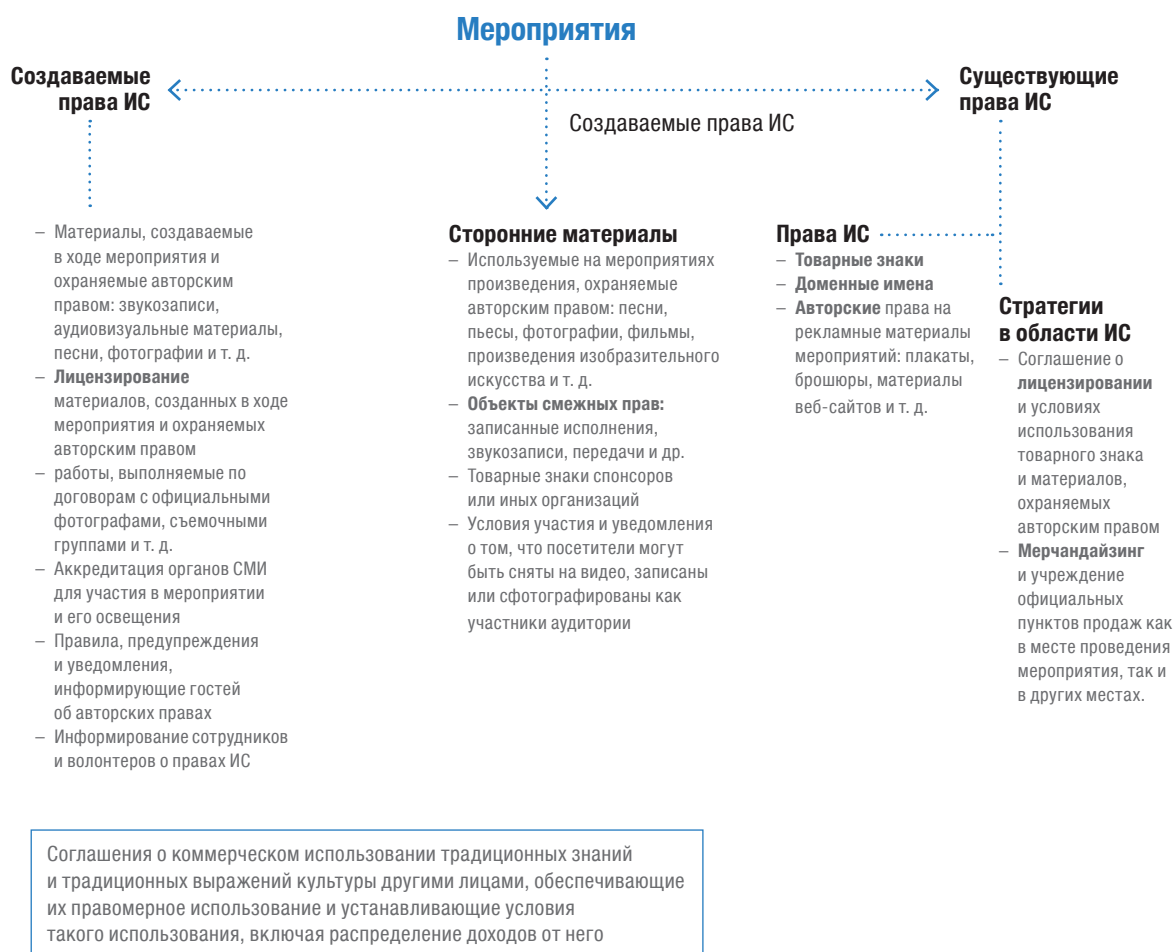 Мероприятия
Создаваемые
права ИС
Существующие
права ИС
Создаваемые права ИС
– Материалы, создаваемые
в ходе мероприятия и
охраняемые авторским
правом: звукозаписи,
аудиовизуальные материалы,
песни, фотографии и т. д.
– Лицензирование
материалов, созданных в ходе
мероприятия и охраняемых
авторским правом
– работы, выполняемые по
договорам с официальными
фотографами, съемочными
группами и т. д.
– Аккредитация органов СМИ
для участия в мероприятии
и его освещения
– Правила, предупреждения
и уведомления,
информирующие гостей
об авторских правах
– Информирование сотрудников
и волонтеров о правах ИС
Сторонние материалы
– Используемые на мероприятиях
произведения, охраняемые
авторским правом: песни,
пьесы, фотографии, фильмы,
произведения изобразительного
искусства и т. д.
– Объекты смежных прав:
записанные исполнения,
звукозаписи, передачи и др.
– Товарные знаки спонсоров
или иных организаций
– Условия участия и уведомления
о том, что посетители могут
быть сняты на видео, записаны
или сфотографированы как
участники аудитории
Права ИС
– Товарные знаки
– Доменные имена
– Авторские права на
рекламные материалы
мероприятий: плакаты,
брошюры, материалы
веб-сайтов и т. д.
Стратегии
в области ИС
– Соглашение о
лицензировании
и условиях
использования
товарного знака
и материалов,
охраняемых
авторским правом
– Мерчандайзинг
и учреждение
официальных
пунктов продаж как
в месте проведения
мероприятия, так и
в других местах.
Соглашения о коммерческом использовании традиционных знаний
и традиционных выражений культуры другими лицами, обеспечивающие
их правомерное использование и устанавливающие условия
такого использования, включая распределение доходов от него